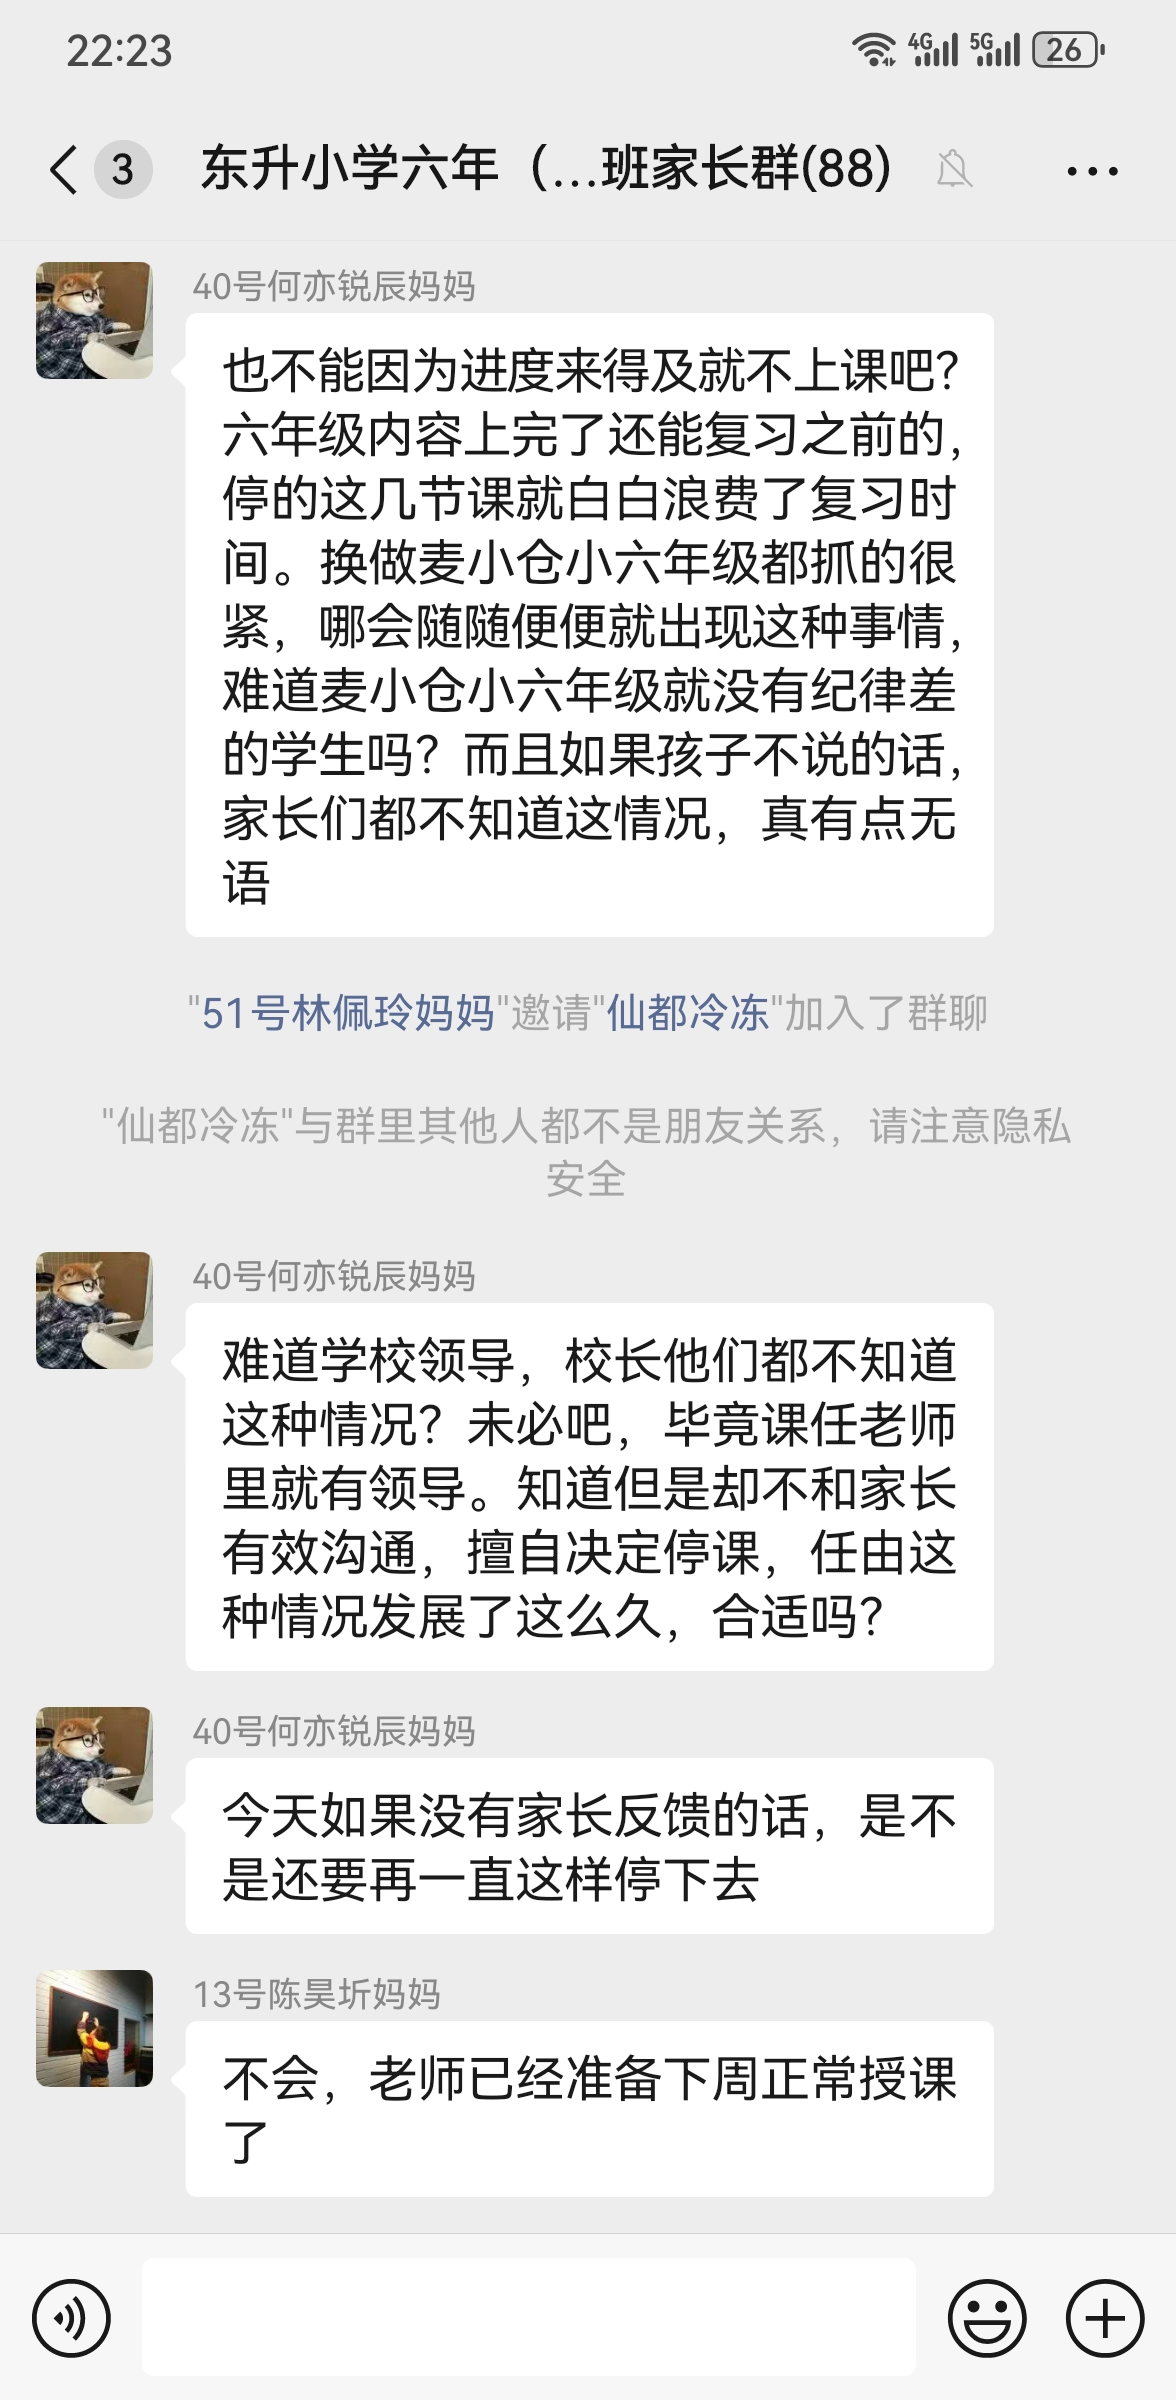 22:23
4G 5G 26
3 东升小学六年（...班家长群(88)
40号何亦锐辰妈妈
也不能因为进度来得及就不上课吧？
六年级内容上完了还能复习之前的，
停的这几节课就白白浪费了复习时
间。换做麦小仓小六年级都抓的很
紧，哪会随随便便就出现这种事情，
难道麦小仓小六年级就没有纪律差
的学生吗？而且如果孩子不说的话，
家长们都不知道这情况，真有点无
语
"51号林佩玲妈妈"邀请"仙都冷冻"加入了群聊
"仙都冷冻"与群里其他人都不是朋友关系，请注意隐私
安全
40号何亦锐辰妈妈
难道学校领导，校长他们都不知道
这种情况？未必吧，毕竟课任老师
里就有领导。知道但是却不和家长
有效沟通，擅自决定停课，任由这
种情况发展了这么久，合适吗？
40号何亦锐辰妈妈
今天如果没有家长反馈的话，是不
是还要再一直这样停下去
13号陈昊圻妈妈
不会，老师已经准备下周正常授课
了